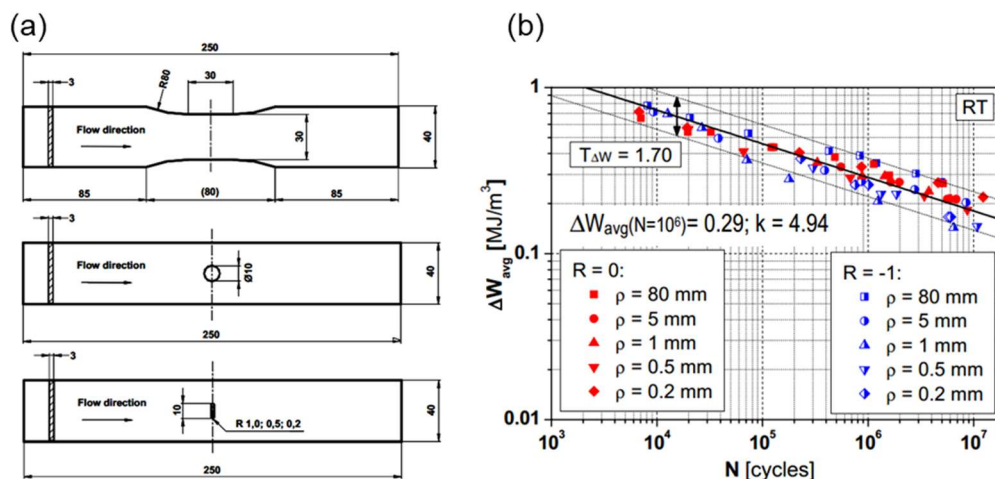 (a)
250
3
R80
30
Flow direction
30
40
85
(80)
85
3
Flow direction
Ø10
40
250
3
Flow direction
10
R 1,0; 0,5; 0,2
40
250
(b)
1
RT
T∆W = 1.70
∆Wavg [MJ/m³]
0.1
∆Wavg(N=10⁶) = 0.29; k = 4.94
R = 0:
ρ = 80 mm
ρ = 5 mm
ρ = 1 mm
ρ = 0.5 mm
ρ = 0.2 mm
R = -1:
ρ = 80 mm
ρ = 5 mm
ρ = 1 mm
ρ = 0.5 mm
ρ = 0.2 mm
0.01
10³ 10⁴ 10⁵ 10⁶ 10⁷
N [cycles]